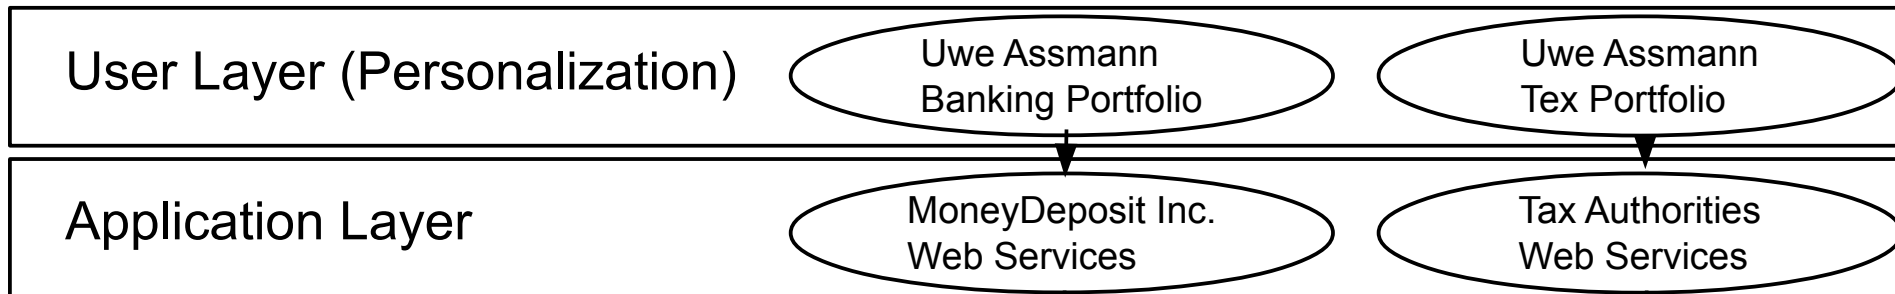 User Layer (Personalization)
Uwe Assmann
Banking Portfolio
Uwe Assmann
Tex Portfolio
Application Layer
MoneyDeposit Inc.
Web Services
Tax Authorities
Web Services